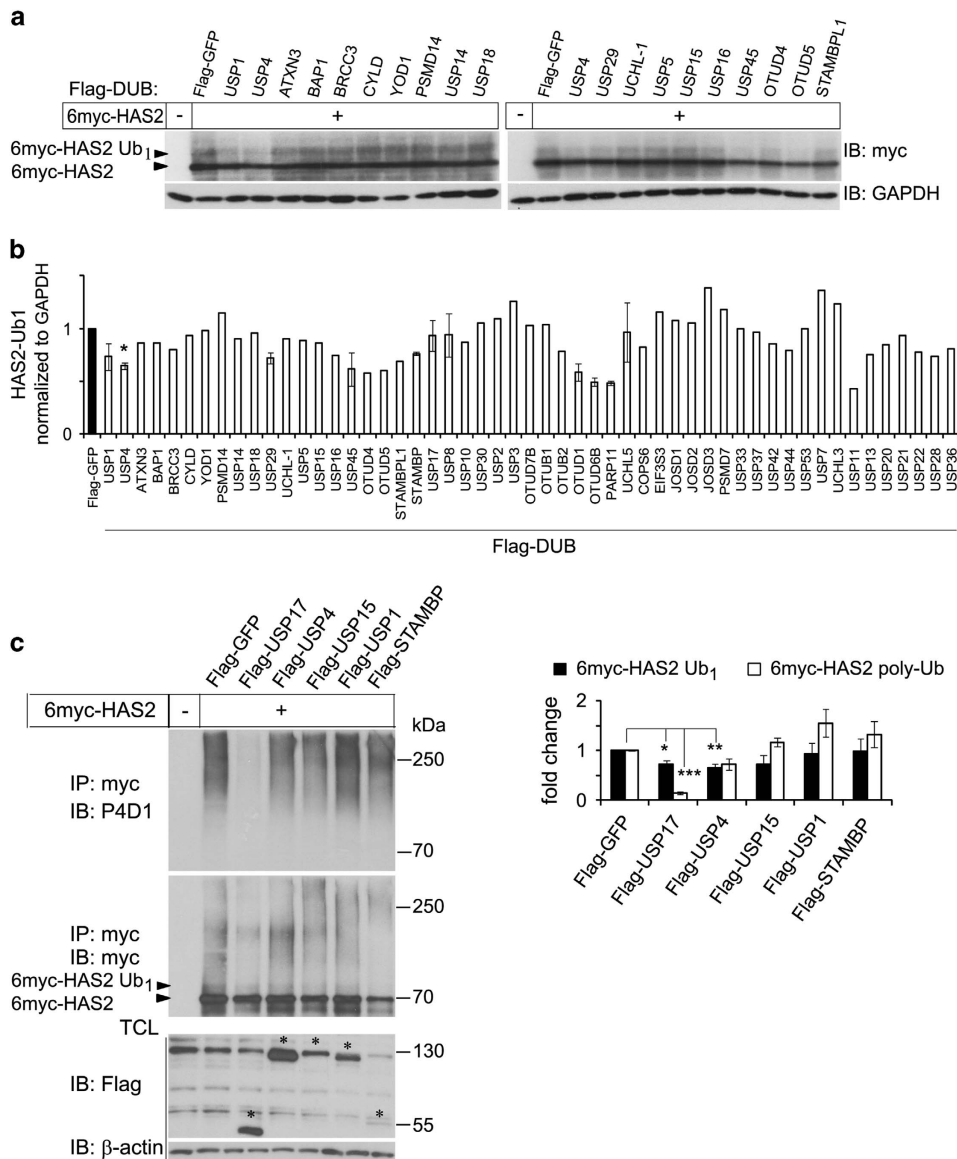 a
Flag-DUB:
Flag-GFP
USP1
USP4
ATXN3
BAP1
BRCC3
CYLD
YOD1
PSMD14
USP14
USP18
Flag-GFP
USP4
USP29
UCHL-1
USP5
USP15
USP16
USP45
OTUD4
OTUD5
STAMBPL1
6myc-HAS2 - + - +
6myc-HAS2 Ub1
6myc-HAS2
IB: myc
IB: GAPDH
b
HAS2-Ub1
normalized to GAPDH
1
0
*
Flag-GFP
USP1
USP4
ATXN3
BAP1
BRCC3
CYLD
YOD1
PSMD14
USP14
USP18
USP29
UCHL-1
USP5
USP15
USP16
USP45
OTUD4
OTUD5
STAMBPL1
STAMBP
USP17
USP8
USP10
USP30
USP2
USP3
OTUD7B
OTUB1
OTUB2
OTUD1
OTUD6B
PARP11
UCHL5
COPS6
EIF3S3
JOSD1
JOSD2
JOSD3
PSMD7
USP33
USP37
USP42
USP44
USP53
USP7
UCHL3
USP11
USP13
USP20
USP21
USP22
USP28
USP36
Flag-DUB
c
Flag-GFP
Flag-USP17
Flag-USP4
Flag-USP15
Flag-USP1
Flag-STAMBP
6myc-HAS2 - +
kDa
IP: myc
IB: P4D1
250
70
IP: myc
IB: myc
250
6myc-HAS2 Ub1
6myc-HAS2
70
TCL
IB: Flag
* * * * *
130
55
IB: β-actin
6myc-HAS2 Ub1 6myc-HAS2 poly-Ub
fold change
2
1
0
* *** **
Flag-GFP
Flag-USP17
Flag-USP4
Flag-USP15
Flag-USP1
Flag-STAMBP